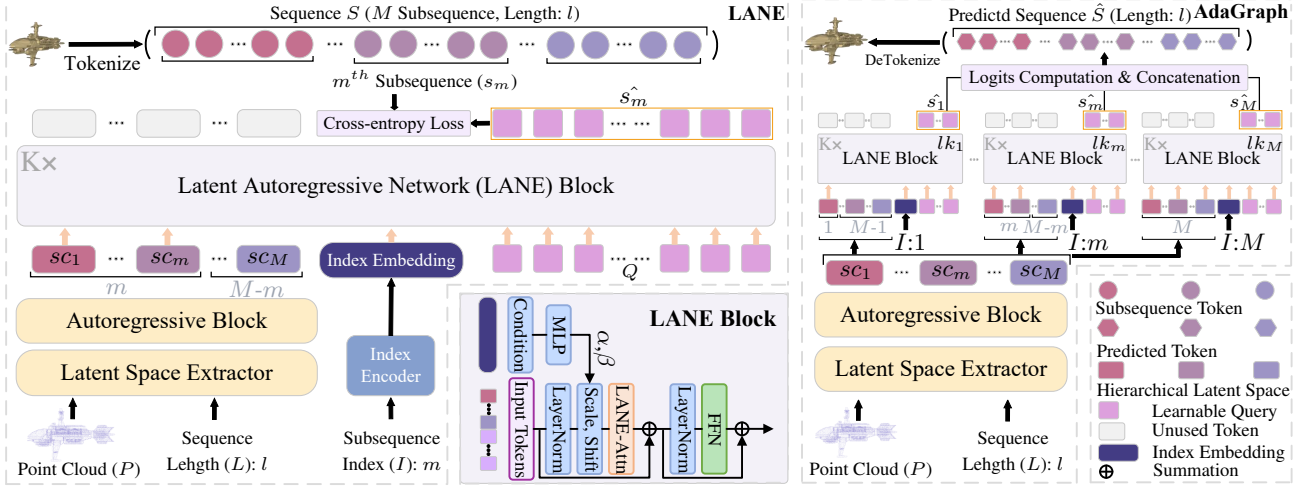 LANE
Sequence S (M Subsequence, Length: l)
Tokenize
( ... ... ... ... ... )
m^th Subsequence (s_m)
ŝ_m
... ...
Cross-entropy Loss
... ...
K×
Latent Autoregressive Network (LANE) Block
sc_1 ... sc_m ... sc_M
m
M-m
Index Embedding
... ...
Q
Autoregressive Block
Latent Space Extractor
Index
Encoder
Point Cloud (P)
Sequence
Lehgth (L): l
Subsequence
Index (I): m
LANE Block
Condition
MLP
α,β
Input Tokens
LayerNorm
Scale, Shift
LANE-Attn
LayerNorm
FFN
AdaGraph
Predictd Sequence Ŝ (Length: l)
DeTokenize
( ... ... ... ... ... )
Logits Computation & Concatenation
ŝ_1
ŝ_m
ŝ_M
K×
LANE Block
lk_1
...
K×
LANE Block
lk_m
...
K×
LANE Block
lk_M
1
M-1
I:1
m
M-m
I:m
M
I:M
sc_1 ... sc_m ... sc_M
Autoregressive Block
Latent Space Extractor
Point Cloud (P)
Sequence
Length (L): l
Subsequence Token
Predicted Token
Hierarchical Latent Space
Learnable Query
Unused Token
Index Embedding
Summation